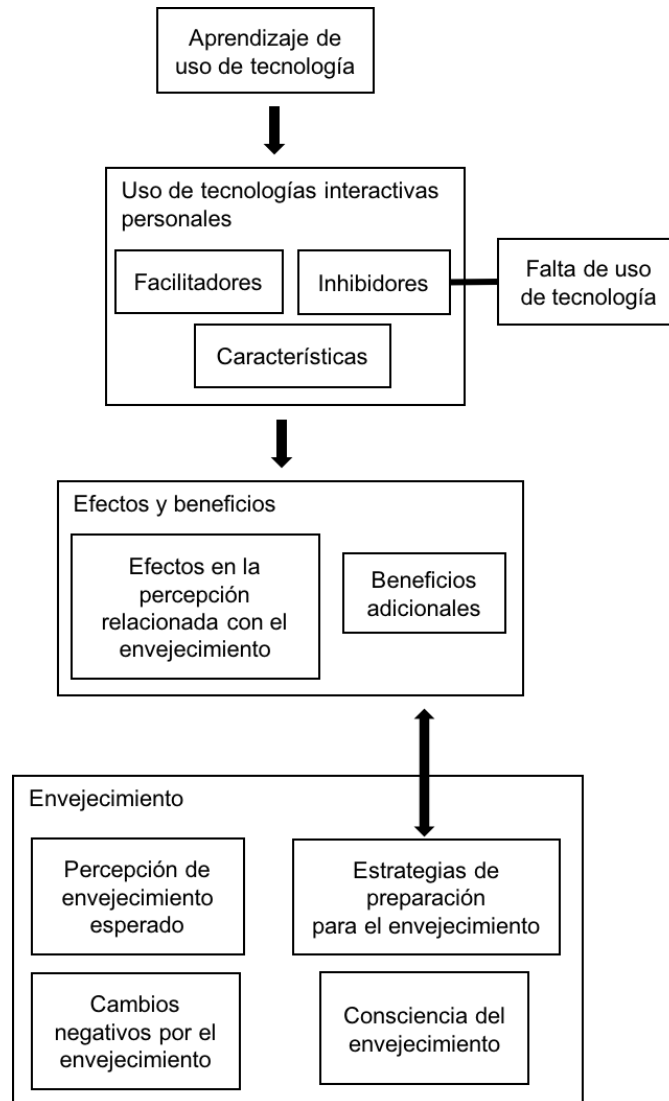 Aprendizaje de
uso de tecnología
Uso de tecnologías interactivas
personales
Facilitadores
Inhibidores
Falta de uso
de tecnología
Característicás
Efectos y beneficios
Efectos en la
percepción
relacionada con el
envejecimiento
Beneficios
adicionales
Envejecimiento
Percepción de
envejecimiento
esperado
Estrategias de
preparación
para el envejecimiento
Cambios
negativos por el
envejecimiento
Consciencia del
envejecimiento